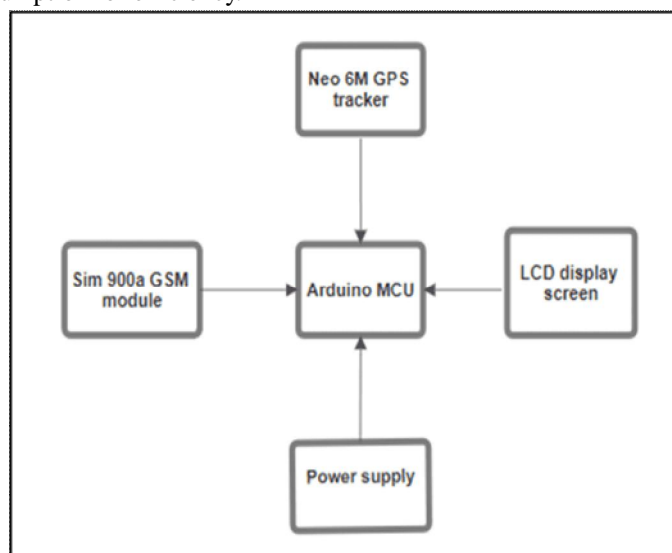 Neo 6M GPS
tracker
Sim 900a GSM
module
Arduino MCU
LCD display
screen
Power supply